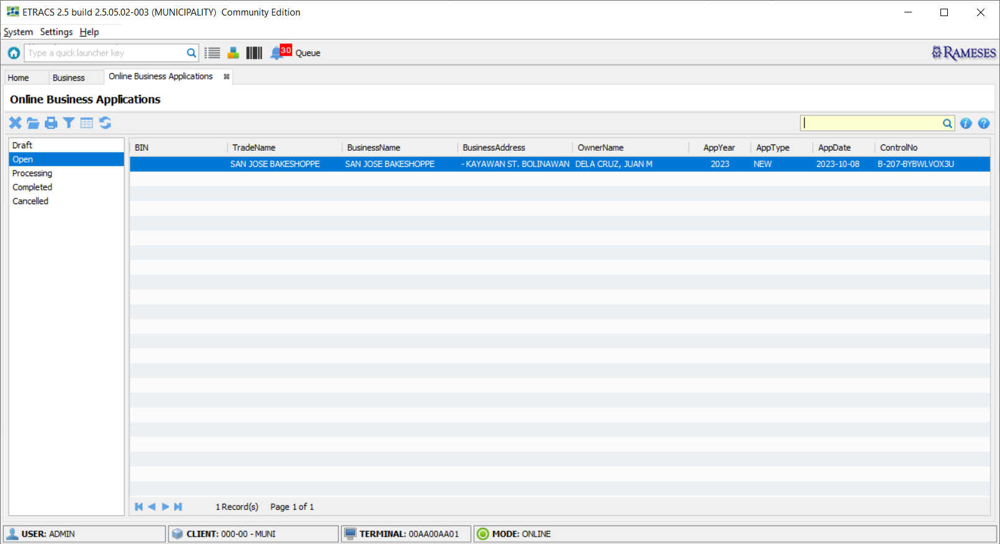 ETRACS 2.5 build 2.5.05.02-003 (MUNICIPALITY) Community Edition
System Settings Help
Type a quick launcher key 30 Queue RAMESES
Home Business Online Business Applications
Online Business Applications
Draft
Open
Processing
Completed
Cancelled
BIN TradeName BusinessName BusinessAddress OwnerName AppYear AppType AppDate ControlNo
SAN JOSE BAKESHOPPE SAN JOSE BAKESHOPPE - KAYAWAN ST. BOLINAWAN DELA CRUZ, JUAN M 2023 NEW 2023-10-08 B-207-BYBWLVOX3U
1 Record(s) Page 1 of 1
USER: ADMIN CLIENT: 000-00 - MUNI TERMINAL: 00AA00AA01 MODE: ONLINE